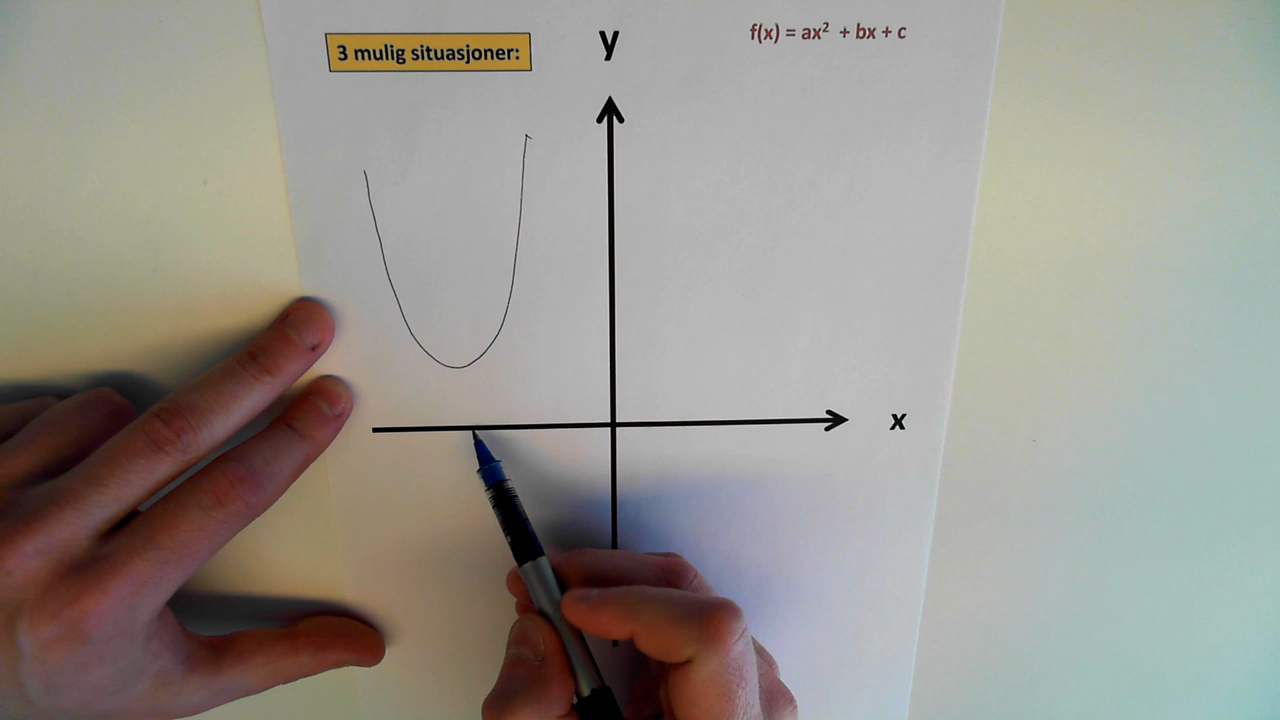 3 mulig situasjoner:
y
f(x) = ax² + bx + c
x